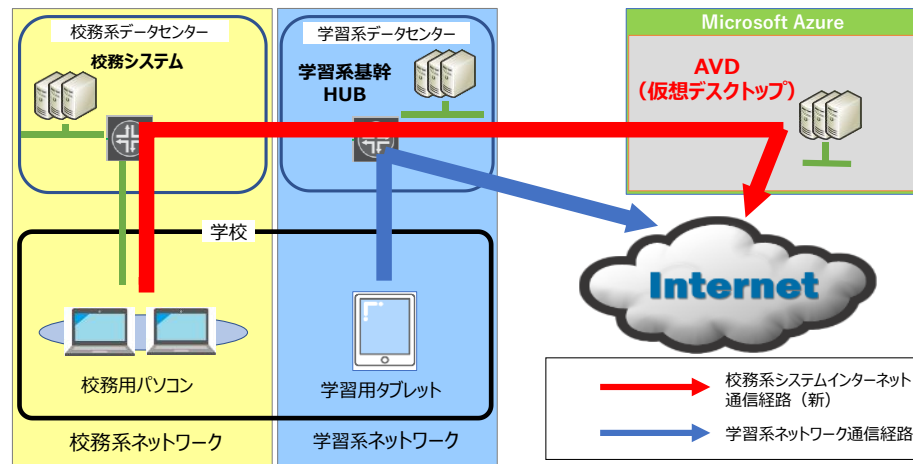 校務系データセンター
校務システム
学習系データセンター
学習系基幹
HUB
Microsoft Azure
AVD
（仮想デスクトップ）
学校
Internet
校務用パソコン
学習用タブレット
校務系ネットワーク
学習系ネットワーク
校務系システムインターネット
通信経路（新）
学習系ネットワーク通信経路